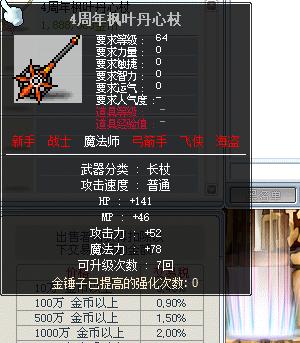 4周年枫叶丹心杖
要求等级: 64
要求力量: 0
要求敏捷: 0
要求智力: 0
要求运气: 0
要求人气度: -
道具等级: -
道具经验值: -
新手 战士 魔法师 弓箭手 飞侠 海盗
武器分类 : 长杖
攻击速度 : 普通
HP : +141
MP : +46
攻击力 : +52
魔法力 : +78
可升级次数 : 7回
金锤子已提高的强化次数: 0
100万 金币以上 0,90%
500万 金币以上 1,50%
1000万 金币以上 2,00%